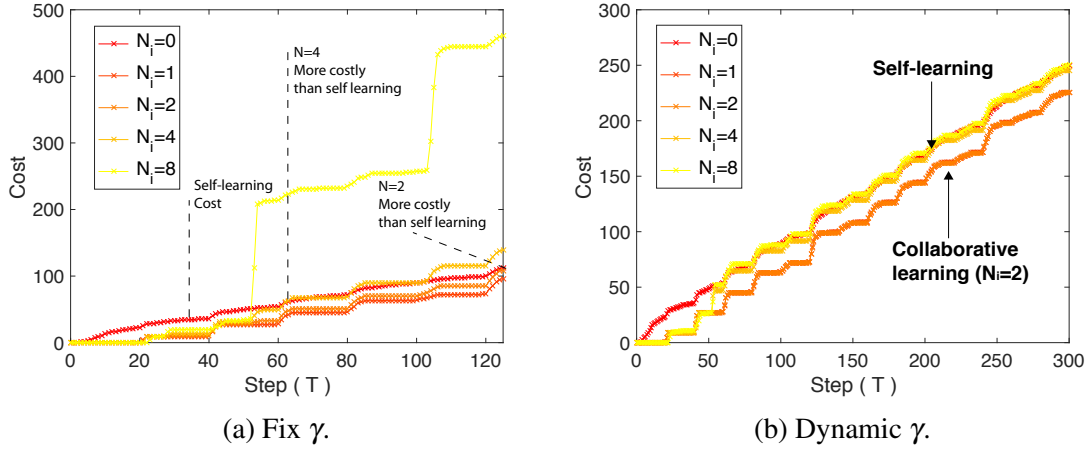 500
400
300
200
100
0
Cost
0 20 40 60 80 100 120
Step ( T )
N_i=0
N_i=1
N_i=2
N_i=4
N_i=8
N=4
More costly
than self learning
Self-learning
Cost
N=2
More costly
than self learning
(a) Fix γ.
300
250
200
150
100
50
0
Cost
0 50 100 150 200 250 300
Step ( T )
N_i=0
N_i=1
N_i=2
N_i=4
N_i=8
Self-learning
Collaborative
learning (Nᵢ=2)
(b) Dynamic γ.